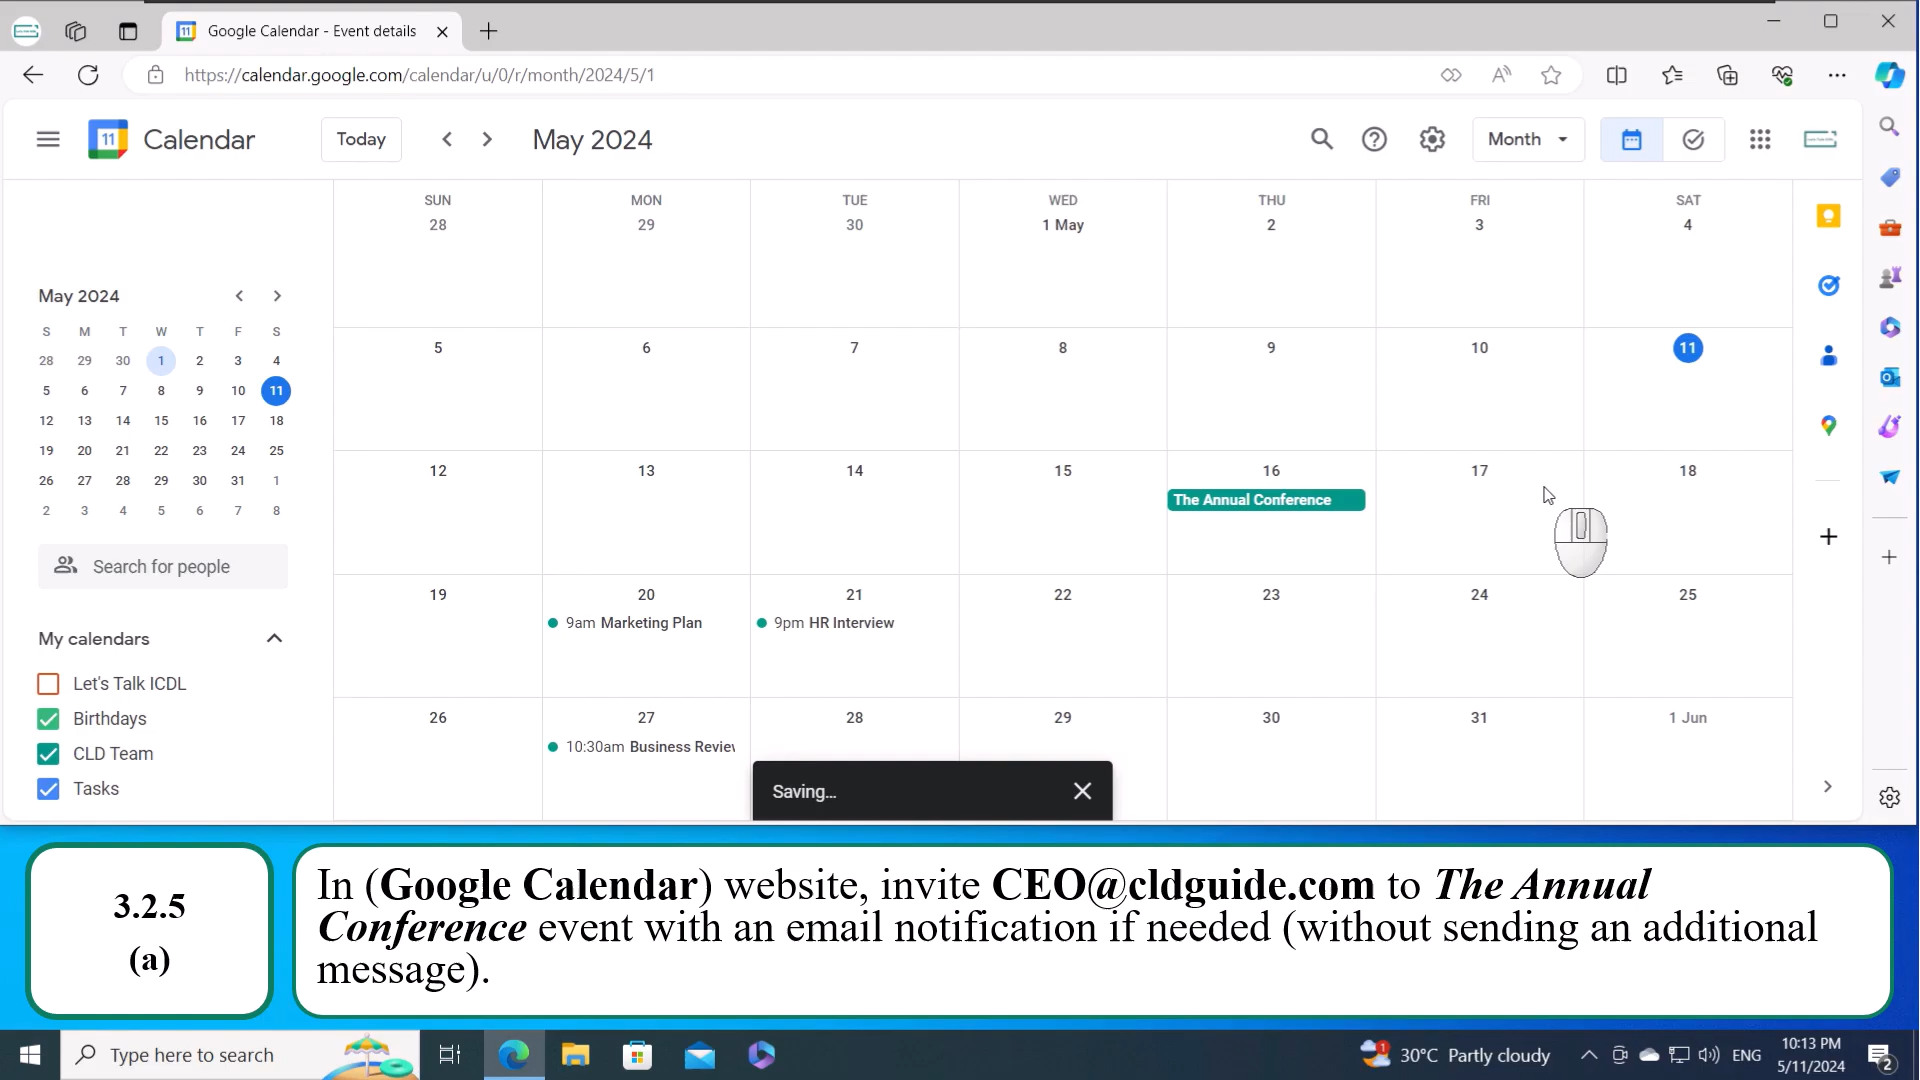 Google Calendar - Event details
https://calendar.google.com/calendar/u/0/r/month/2024/5/1
11 Calendar
Today
May 2024
Month
SUN MON TUE WED THU FRI SAT
28 29 30 1 May 2 3 4
5 6 7 8 9 10 11
12 13 14 15 16 17 18
The Annual Conference
19 20 21 22 23 24 25
9am Marketing Plan
9pm HR Interview
26 27 28 29 30 31 1 Jun
10:30am Business Review
May 2024
S M T W T F S
28 29 30 1 2 3 4
5 6 7 8 9 10 11
12 13 14 15 16 17 18
19 20 21 22 23 24 25
26 27 28 29 30 31 1
2 3 4 5 6 7 8
Search for people
My calendars
Let's Talk ICDL
Birthdays
CLD Team
Tasks
Saving...
3.2.5
(a)
In (Google Calendar) website, invite CEO@cldguide.com to The Annual
Conference event with an email notification if needed (without sending an additional
message).
Type here to search
1
30°C Partly cloudy
ENG
10:13 PM
5/11/2024
2